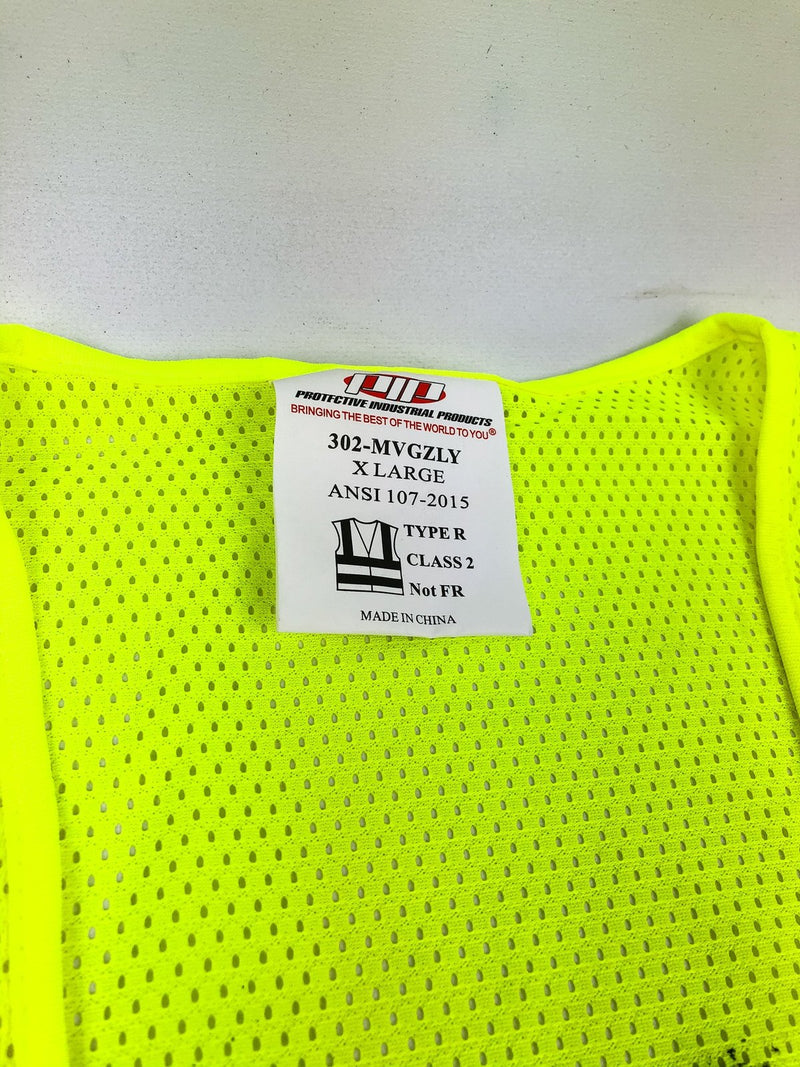 PIP
PROTECTIVE INDUSTRIAL PRODUCTS
BRINGING THE BEST OF THE WORLD TO YOU®
302-MVGZLY
X LARGE
ANSI 107-2015
TYPE R
CLASS 2
Not FR
MADE IN CHINA